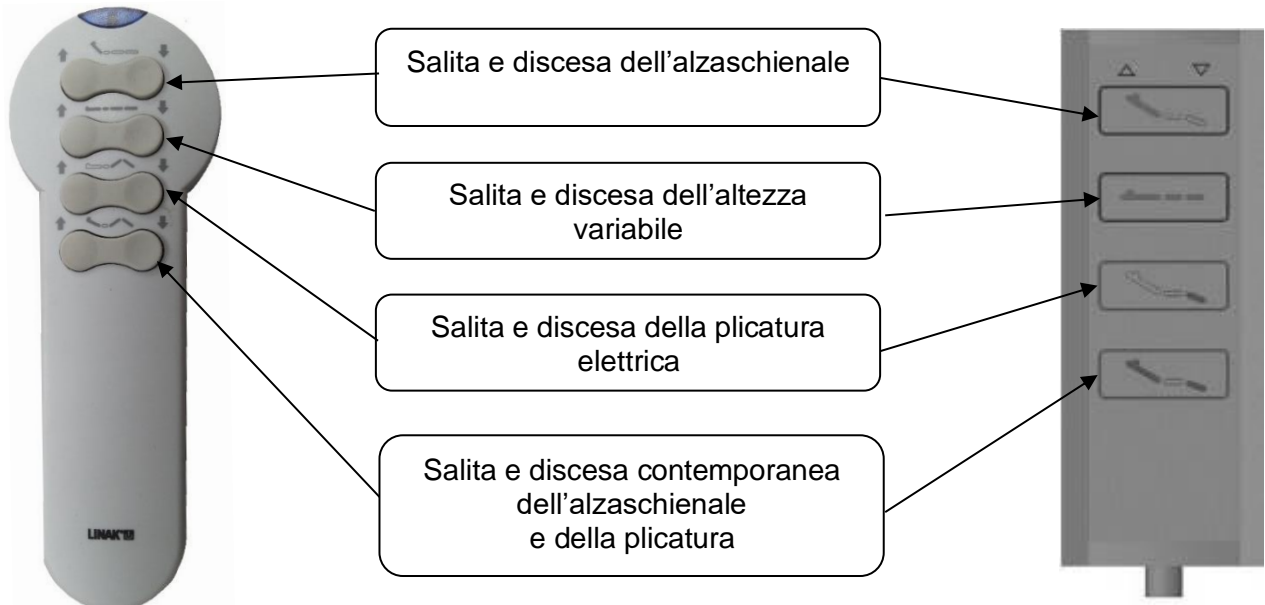 Salita e discesa dell'alzaschienale
Salita e discesa dell'altezza
variabile
Salita e discesa della plicatura
elettrica
Salita e discesa contemporanea
dell'alzaschienale
e della plicatura
LINAK